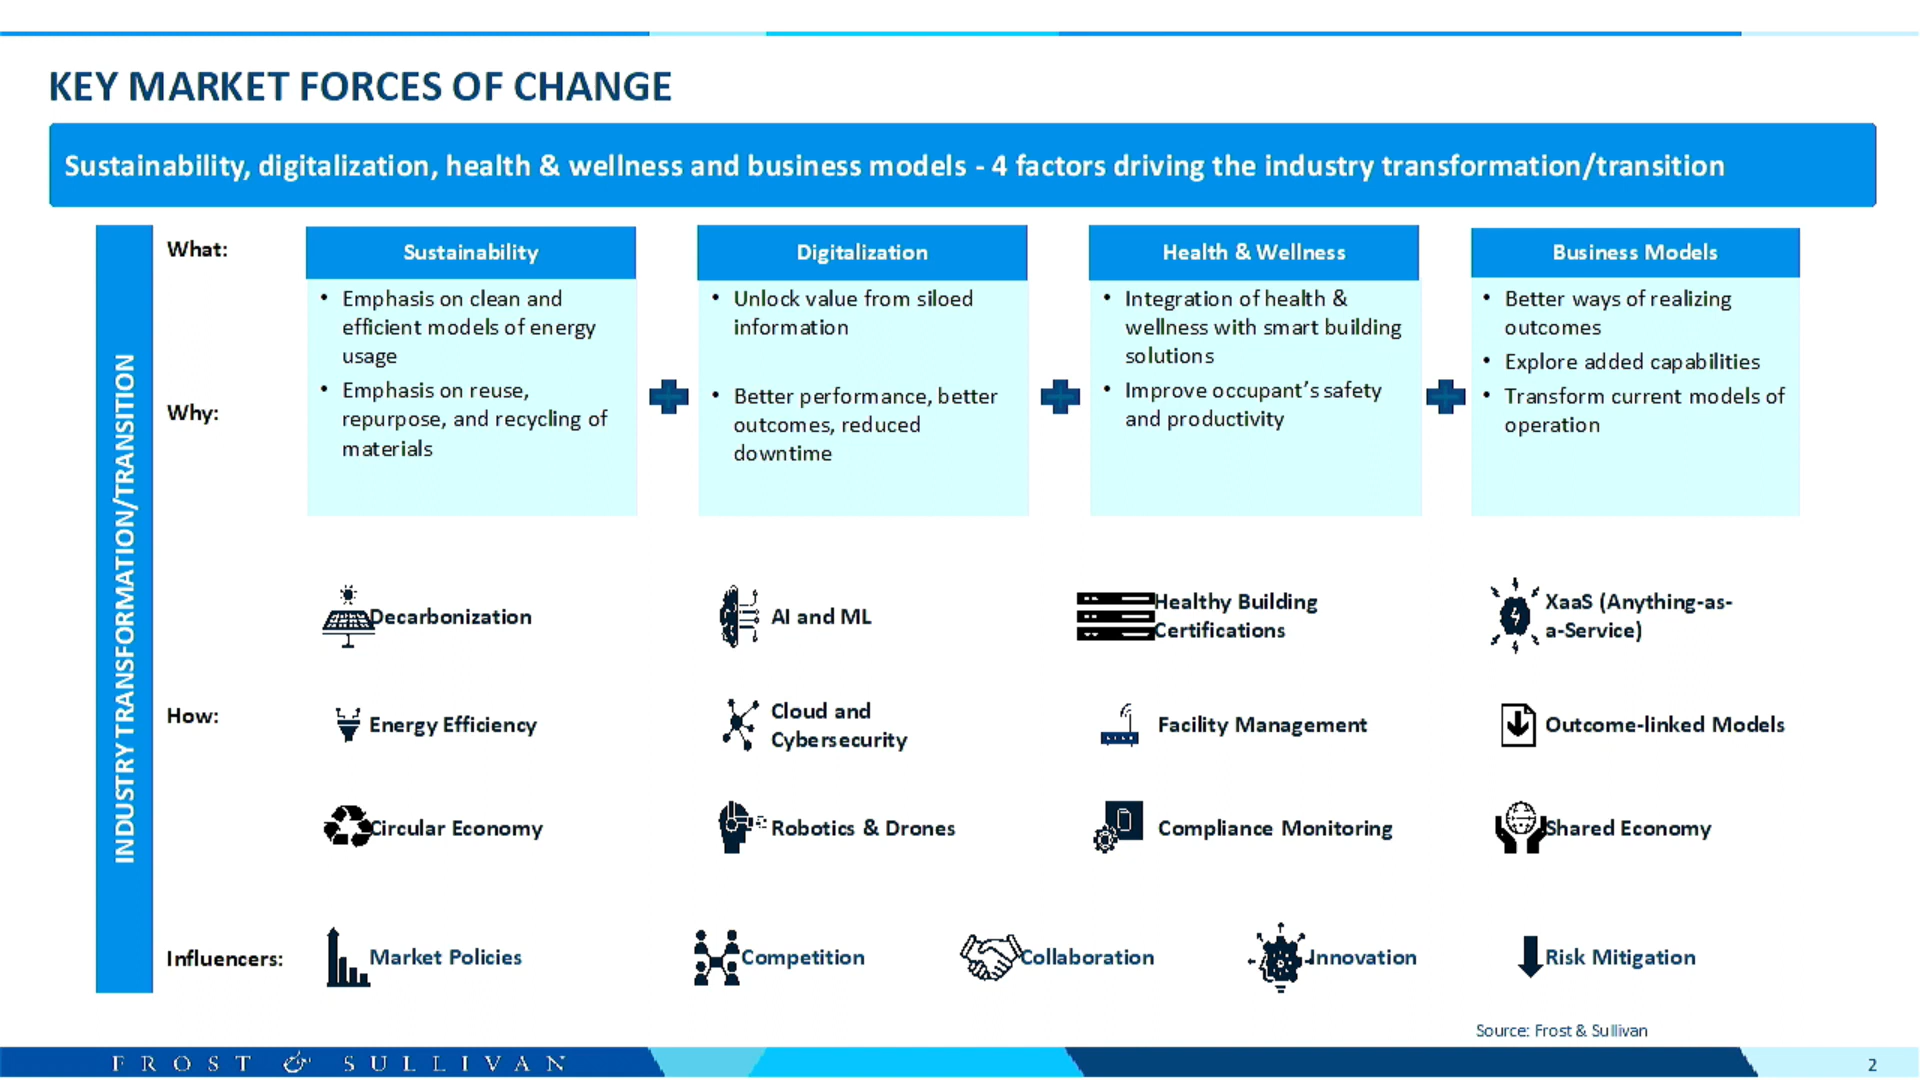 KEY MARKET FORCES OF CHANGE
Sustainability, digitalization, health & wellness and business models - 4 factors driving the industry transformation/transition
INDUSTRY TRANSFORMATION/TRANSITION
What:
Sustainability
Digitalization
Health & Wellness
Business Models
Why:
• Emphasis on clean and
efficient models of energy
usage
• Emphasis on reuse,
repurpose, and recycling of
materials
• Unlock value from siloed
information
• Better performance, better
outcomes, reduced
downtime
• Integration of health &
wellness with smart building
solutions
• Improve occupant's safety
and productivity
• Better ways of realizing
outcomes
• Explore added capabilities
• Transform current models of
operation
How:
Decarbonization
AI and ML
Healthy Building
Certifications
XaaS (Anything-as-
a-Service)
Energy Efficiency
Cloud and
Cybersecurity
Facility Management
Outcome-linked Models
Circular Economy
Robotics & Drones
Compliance Monitoring
Shared Economy
Influencers:
Market Policies
Competition
Collaboration
Innovation
Risk Mitigation
Source: Frost & Sullivan
FROST & SULLIVAN
2